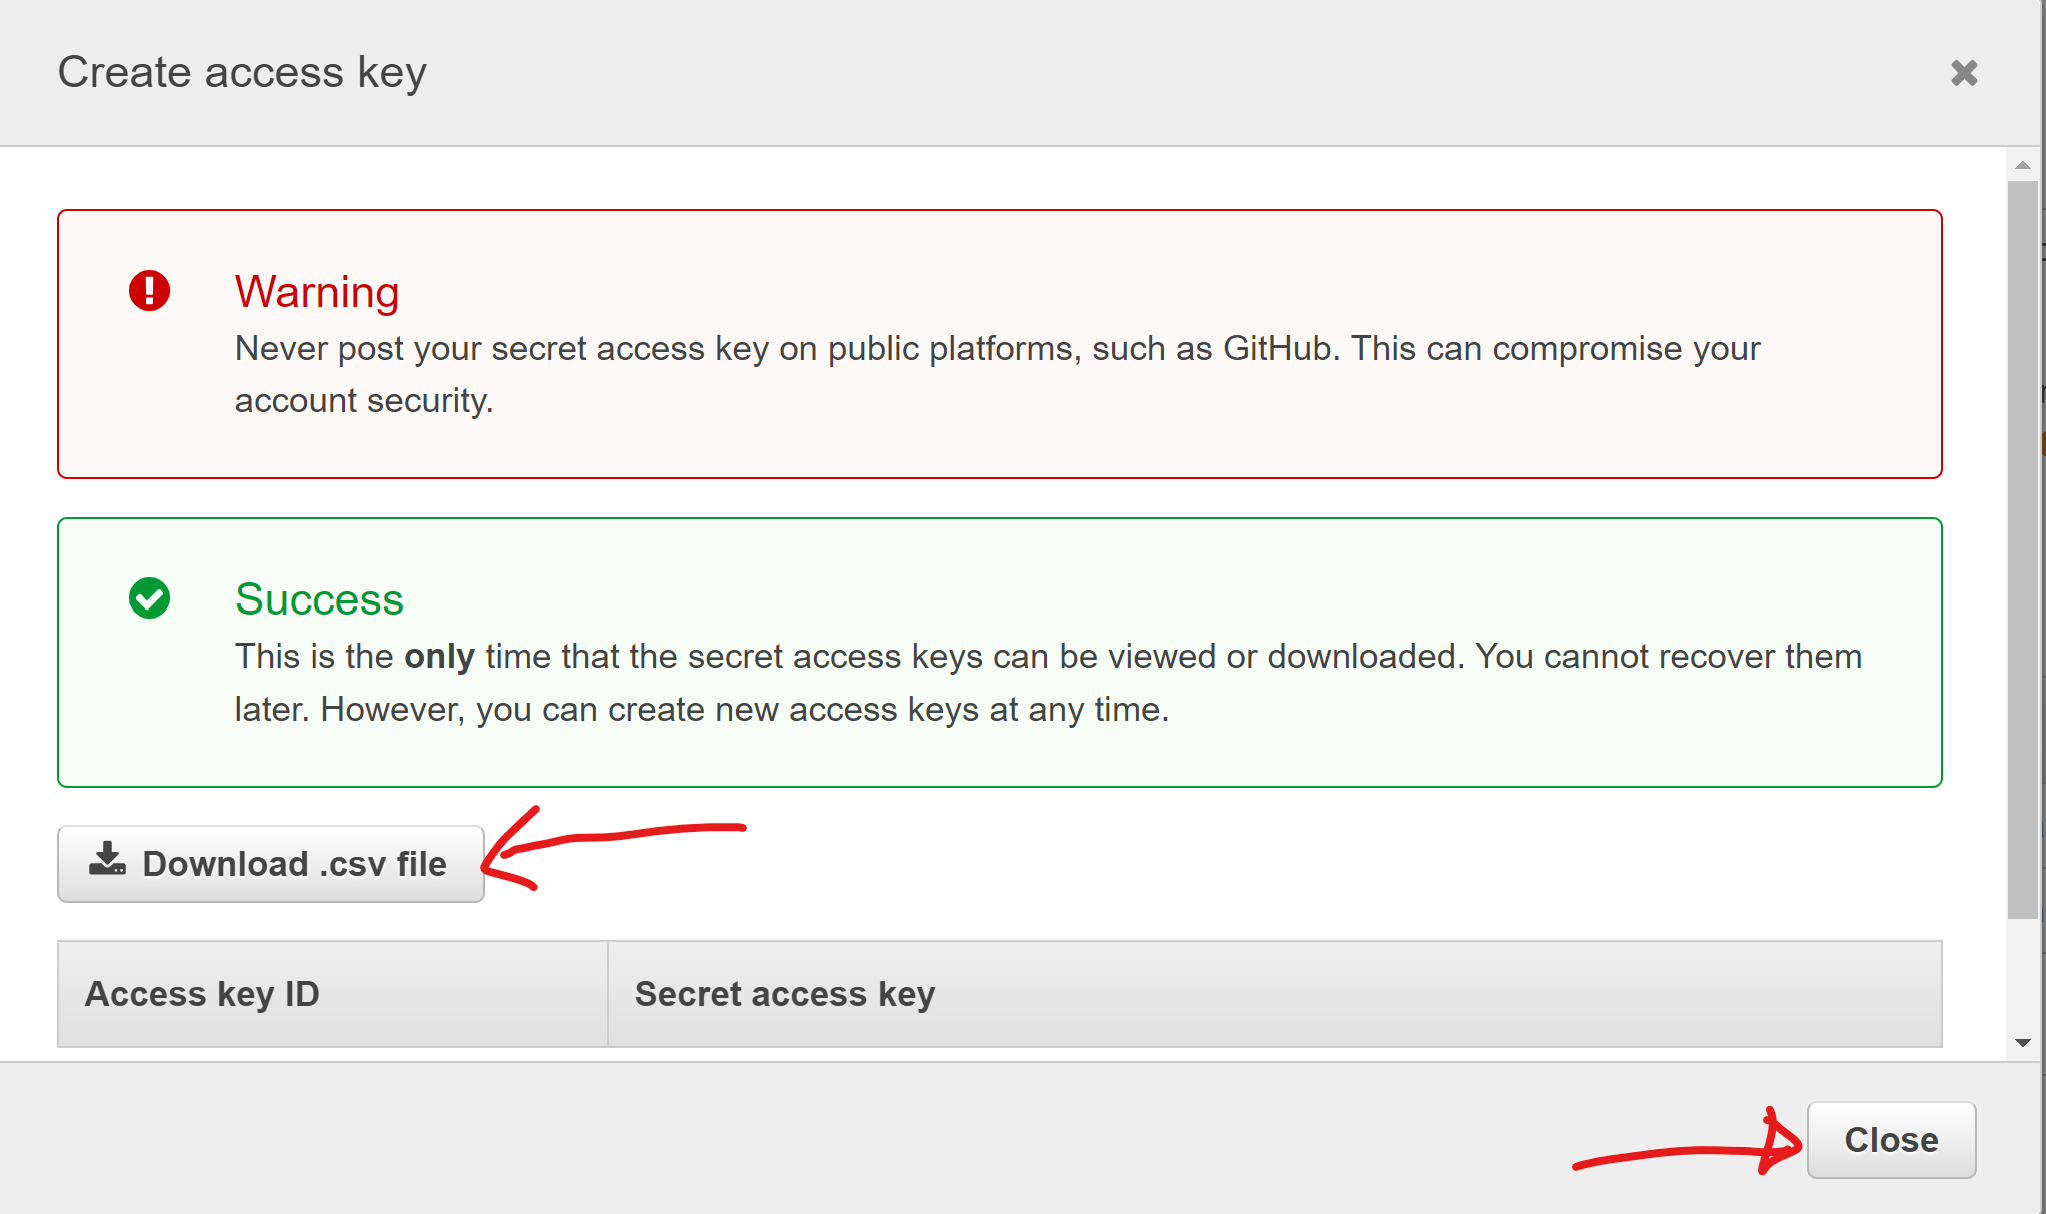 Create access key
Warning
Never post your secret access key on public platforms, such as GitHub. This can compromise your
account security.
Success
This is the only time that the secret access keys can be viewed or downloaded. You cannot recover them
later. However, you can create new access keys at any time.
Download .csv file
Access key ID Secret access key
Close